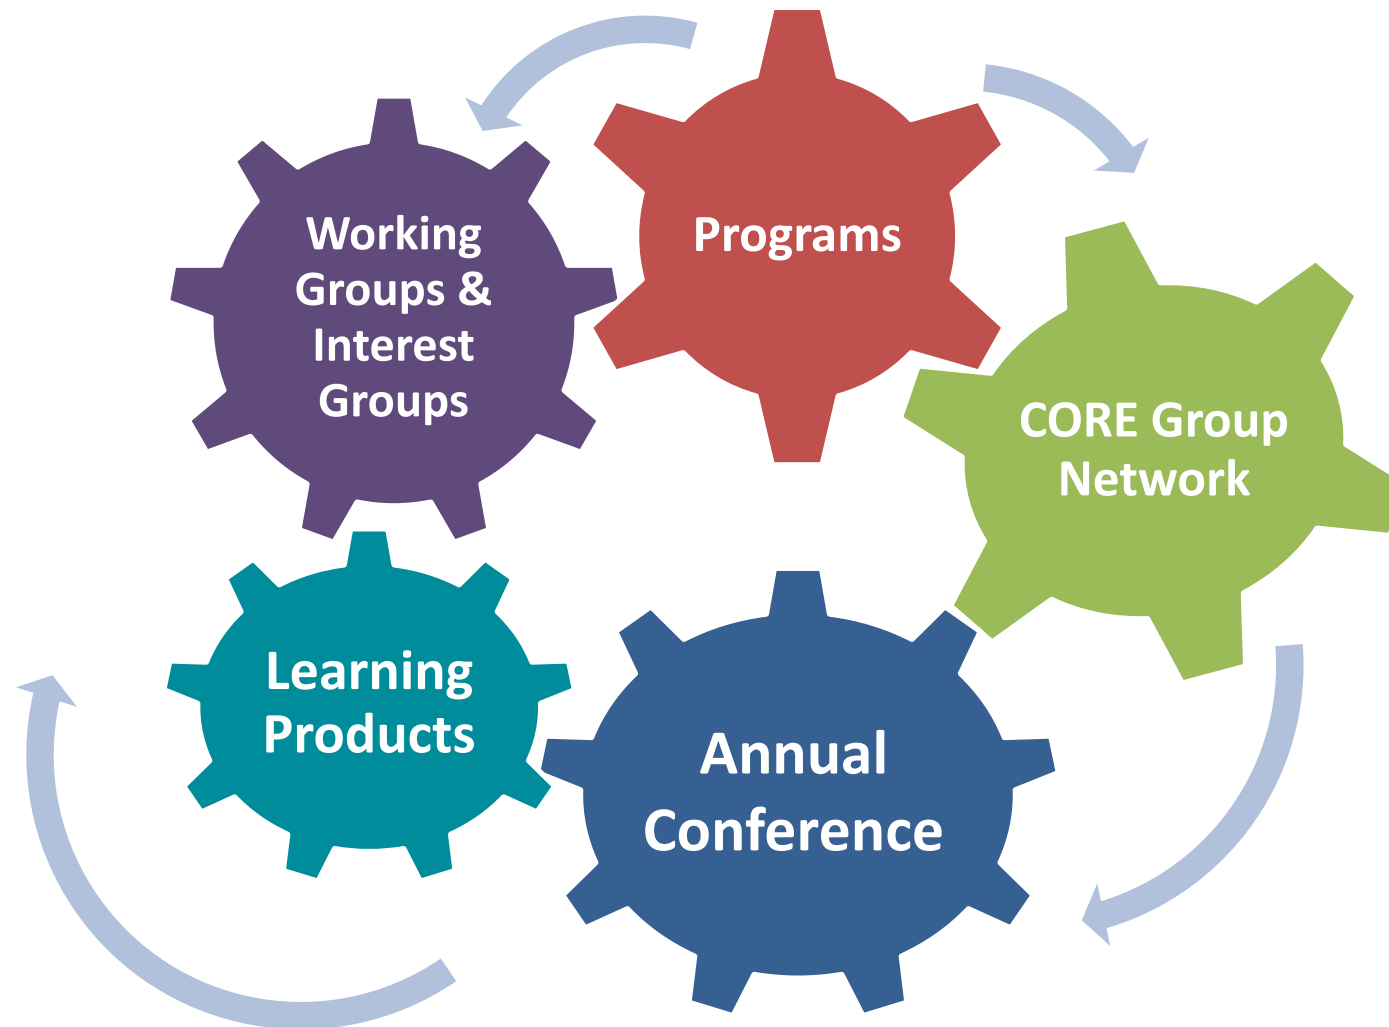 Working
Groups &
Interest
Groups
Programs
CORE Group
Network
Learning
Products
Annual
Conference